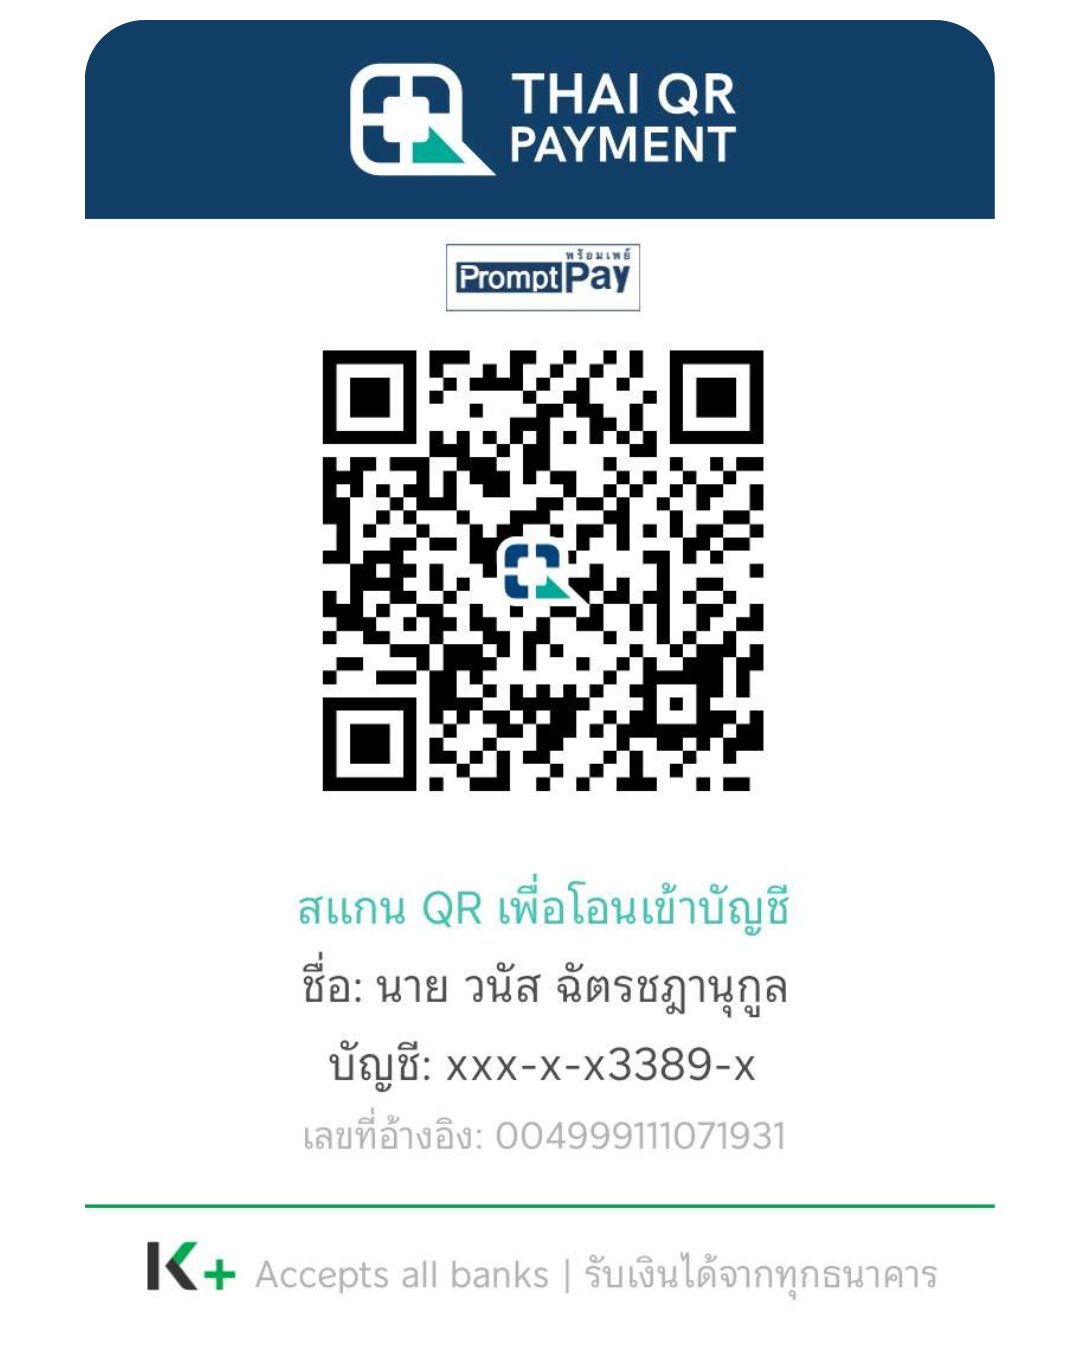 THAI QR
PAYMENT
พร้อมเพย์
PromptPay
สแกน QR เพื่อโอนเข้าบัญชี
ชื่อ: นาย วนัส ฉัตรชฎานุกูล
บัญชี: xxx-x-x3389-x
เลขที่อ้างอิง: 004999111071931
K+ Accepts all banks | รับเงินได้จากทุกธนาคาร